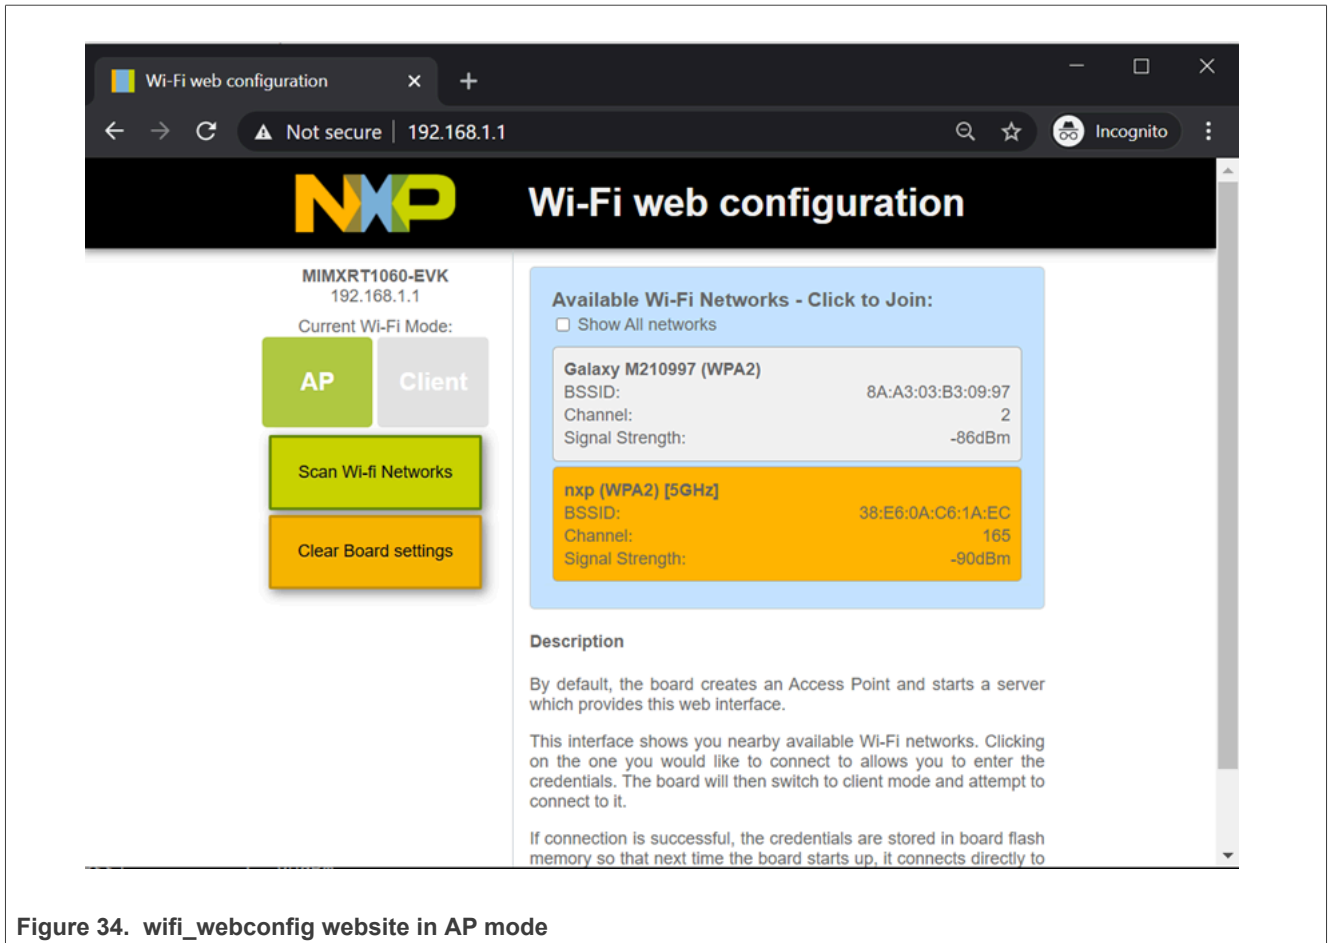 Wi-Fi web configuration
Not secure | 192.168.1.1
Incognito
NXP
Wi-Fi web configuration
MIMXRT1060-EVK
192.168.1.1
Current Wi-Fi Mode:
AP
Client
Scan Wi-fi Networks
Clear Board settings
Available Wi-Fi Networks - Click to Join:
Show All networks
Galaxy M210997 (WPA2)
BSSID: 8A:A3:03:B3:09:97
Channel: 2
Signal Strength: -86dBm
nxp (WPA2) [5GHz]
BSSID: 38:E6:0A:C6:1A:EC
Channel: 165
Signal Strength: -90dBm
Description
By default, the board creates an Access Point and starts a server
which provides this web interface.
This interface shows you nearby available Wi-Fi networks. Clicking
on the one you would like to connect to allows you to enter the
credentials. The board will then switch to client mode and attempt to
connect to it.
If connection is successful, the credentials are stored in board flash
memory so that next time the board starts up, it connects directly to
Figure 34. wifi_webconfig website in AP mode